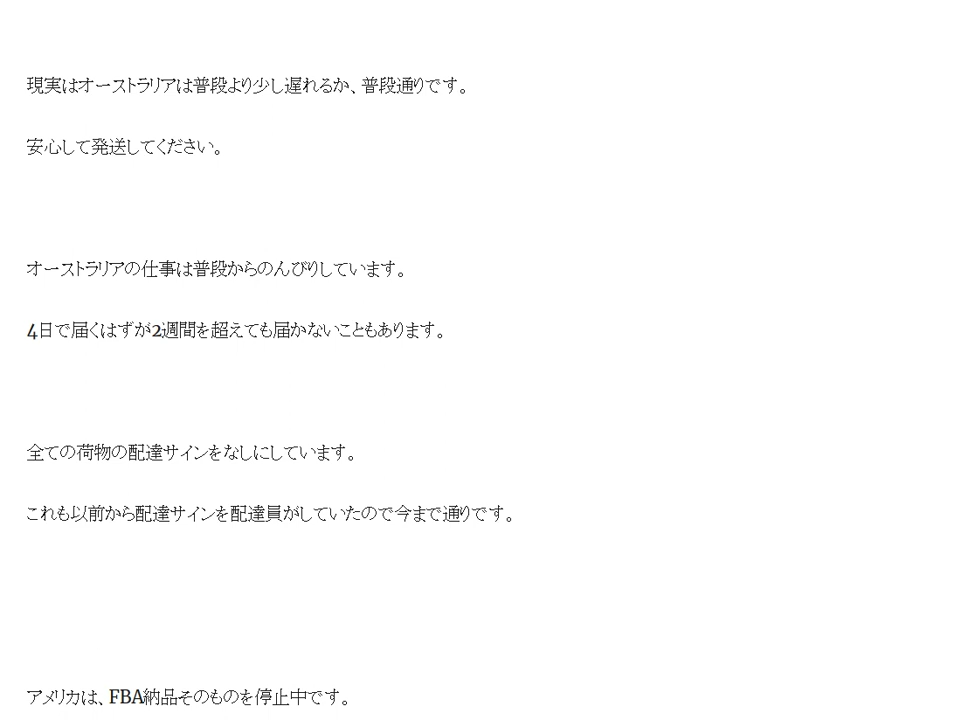 現実はオーストラリアは普段より少し遅れるか、普段通りです。
安心して発送してください。
オーストラリアの仕事は普段からのんびりしています。
4日で届くはずが2週間を超えても届かないこともあります。
全ての荷物の配達サインをなしにしています。
これも以前から配達サインを配達員がしていたので今まで通りです。
アメリカは、FBA納品そのものを停止中です。